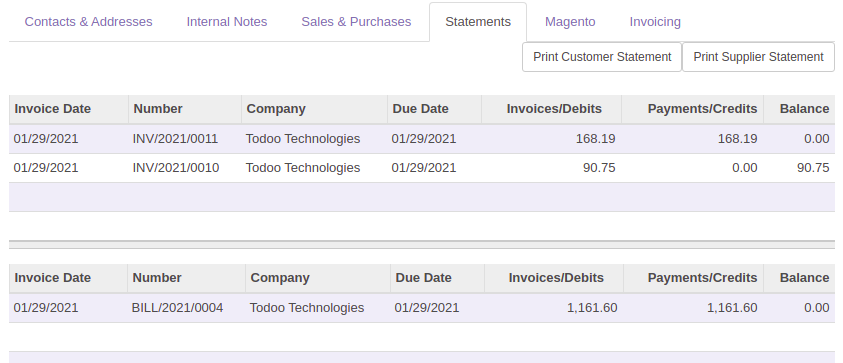 Contacts & Addresses Internal Notes Sales & Purchases Statements Magento Invoicing
Print Customer Statement Print Supplier Statement
Invoice Date Number Company Due Date Invoices/Debits Payments/Credits Balance
01/29/2021 INV/2021/0011 Todoo Technologies 01/29/2021 168.19 168.19 0.00
01/29/2021 INV/2021/0010 Todoo Technologies 01/29/2021 90.75 0.00 90.75
Invoice Date Number Company Due Date Invoices/Debits Payments/Credits Balance
01/29/2021 BILL/2021/0004 Todoo Technologies 01/29/2021 1,161.60 1,161.60 0.00